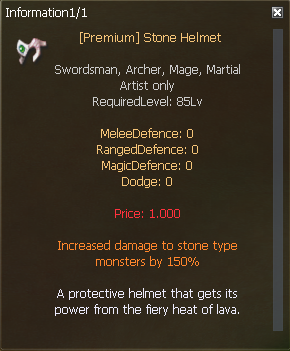 Information1/1
[Premium] Stone Helmet
Swordsman, Archer, Mage, Martial
Artist only
RequiredLevel: 85Lv
MeleeDefence: 0
RangedDefence: 0
MagicDefence: 0
Dodge: 0
Price: 1.000
Increased damage to stone type
monsters by 150%
A protective helmet that gets its
power from the fiery heat of lava.